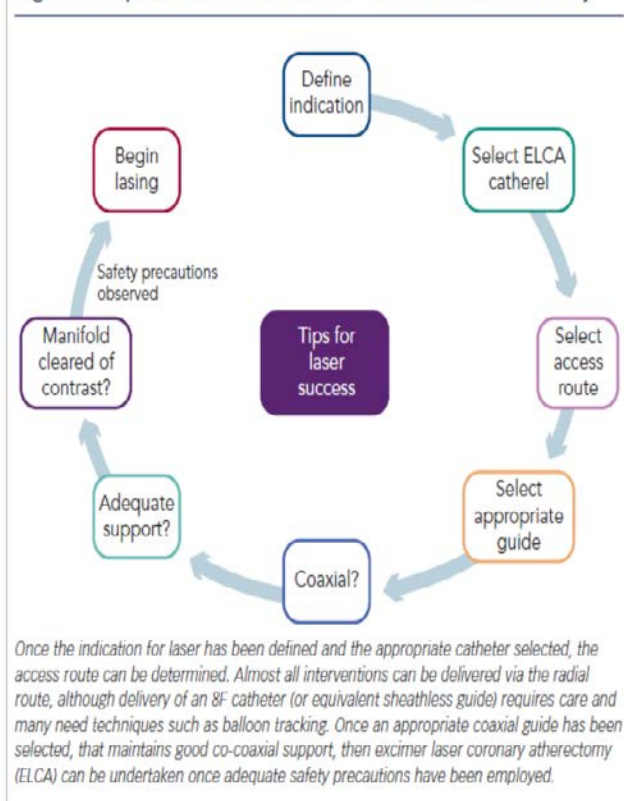 Define
indication
Select ELCA
catherel
Select
access
route
Select
appropriate
guide
Coaxial?
Adequate
support?
Manifold
cleared of
contrast?
Safety precautions
observed
Begin
lasing
Tips for
laser
success
Once the indication for laser has been defined and the appropriate catheter selected, the
access route can be determined. Almost all interventions can be delivered via the radial
route, although delivery of an 8F catheter (or equivalent sheathless guide) requires care and
many need techniques such as balloon tracking. Once an appropriate coaxial guide has been
selected, that maintains good co-coaxial support, then excimer laser coronary atherectomy
(ELCA) can be undertaken once adequate safety precautions have been employed.